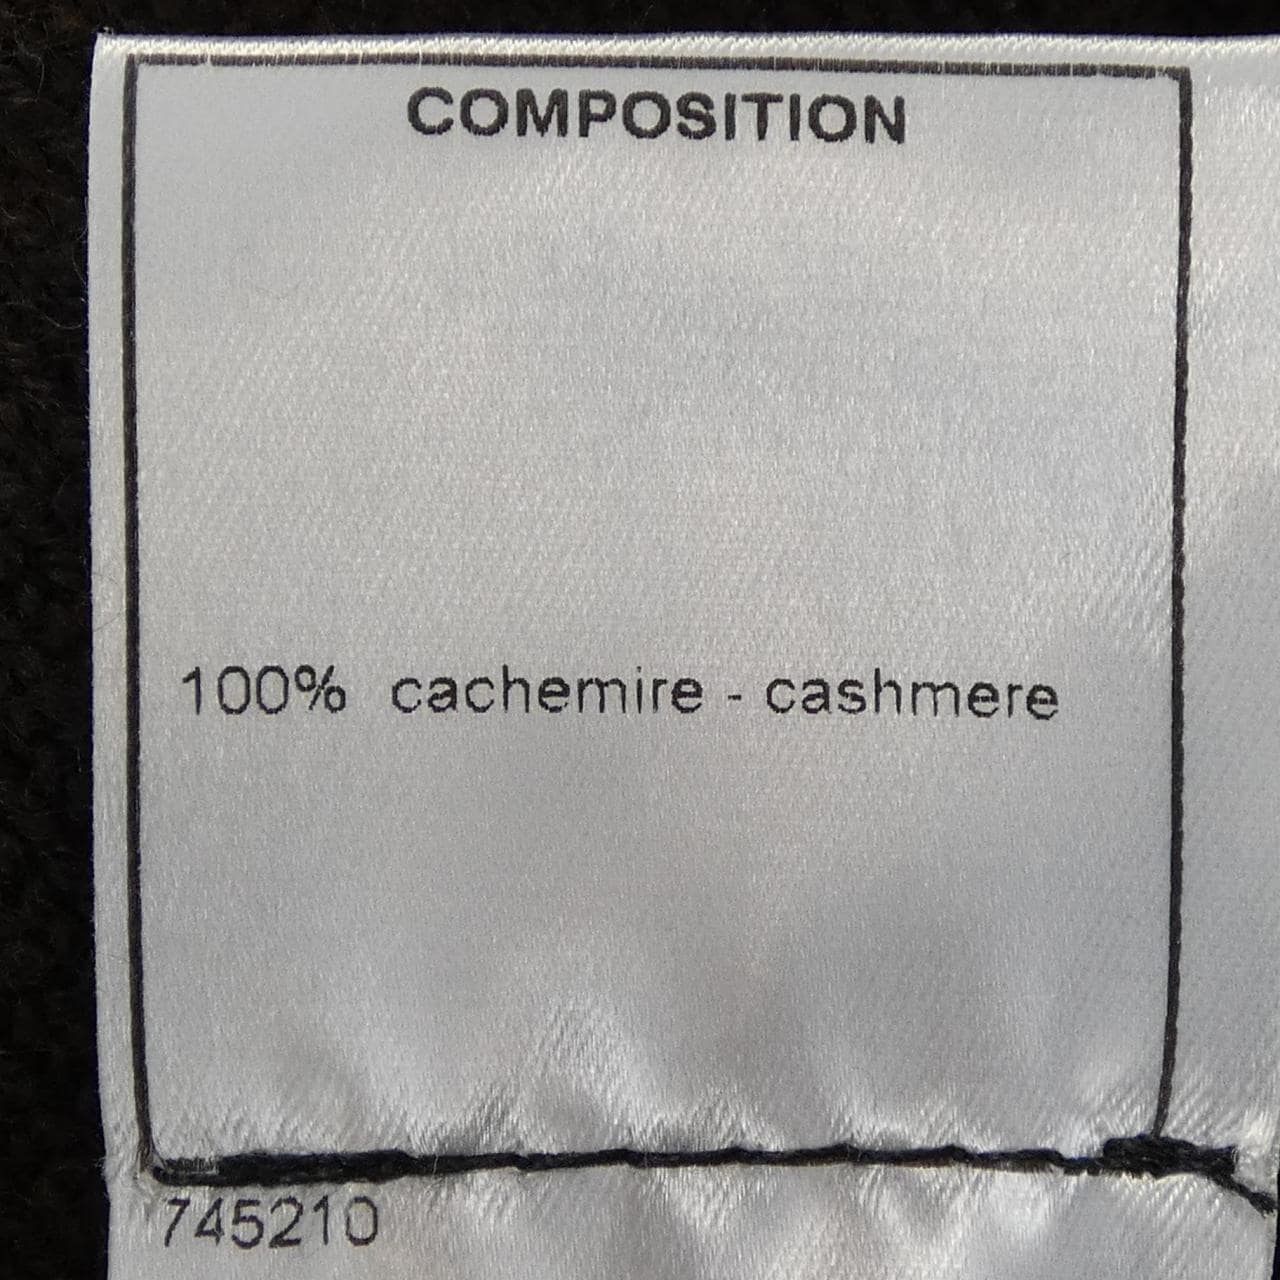 COMPOSITION
100% cachemire - cashmere
745210